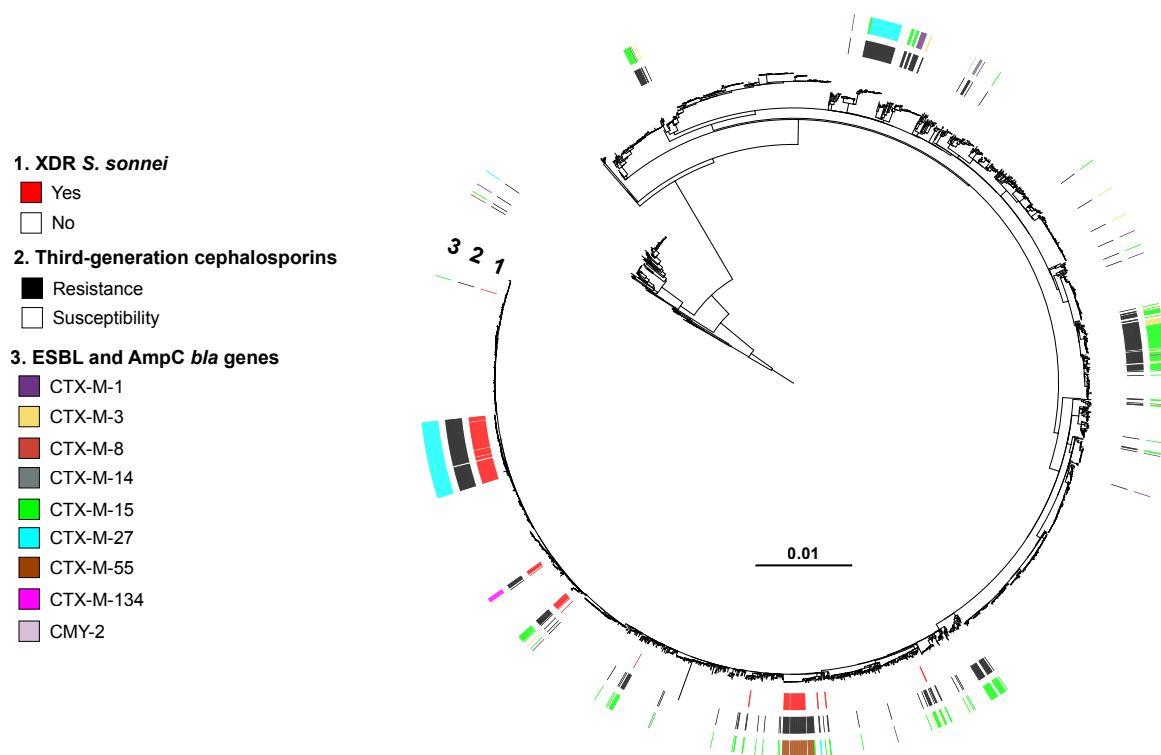 1. XDR S. sonnei
Yes
No
2. Third-generation cephalosporins
Resistance
Susceptibility
3. ESBL and AmpC bla genes
CTX-M-1
CTX-M-3
CTX-M-8
CTX-M-14
CTX-M-15
CTX-M-27
CTX-M-55
CTX-M-134
CMY-2
3 2 1
0.01